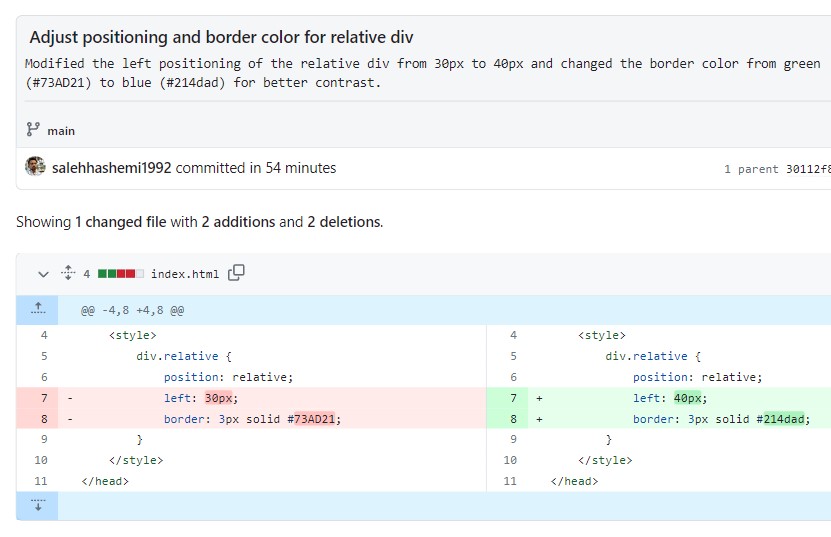 Adjust positioning and border color for relative div
Modified the left positioning of the relative div from 30px to 40px and changed the border color from green
(#73AD21) to blue (#214dad) for better contrast.
main
salehhashemi1992 committed in 54 minutes
1 parent 30112f8
Showing 1 changed file with 2 additions and 2 deletions.
4 index.html
@@ -4,8 +4,8 @@
4 <style> 4 <style>
5 div.relative { 5 div.relative {
6 position: relative; 6 position: relative;
7 - left: 30px; 7 + left: 40px;
8 - border: 3px solid #73AD21; 8 + border: 3px solid #214dad;
9 } 9 }
10 </style> 10 </style>
11 </head> 11 </head>